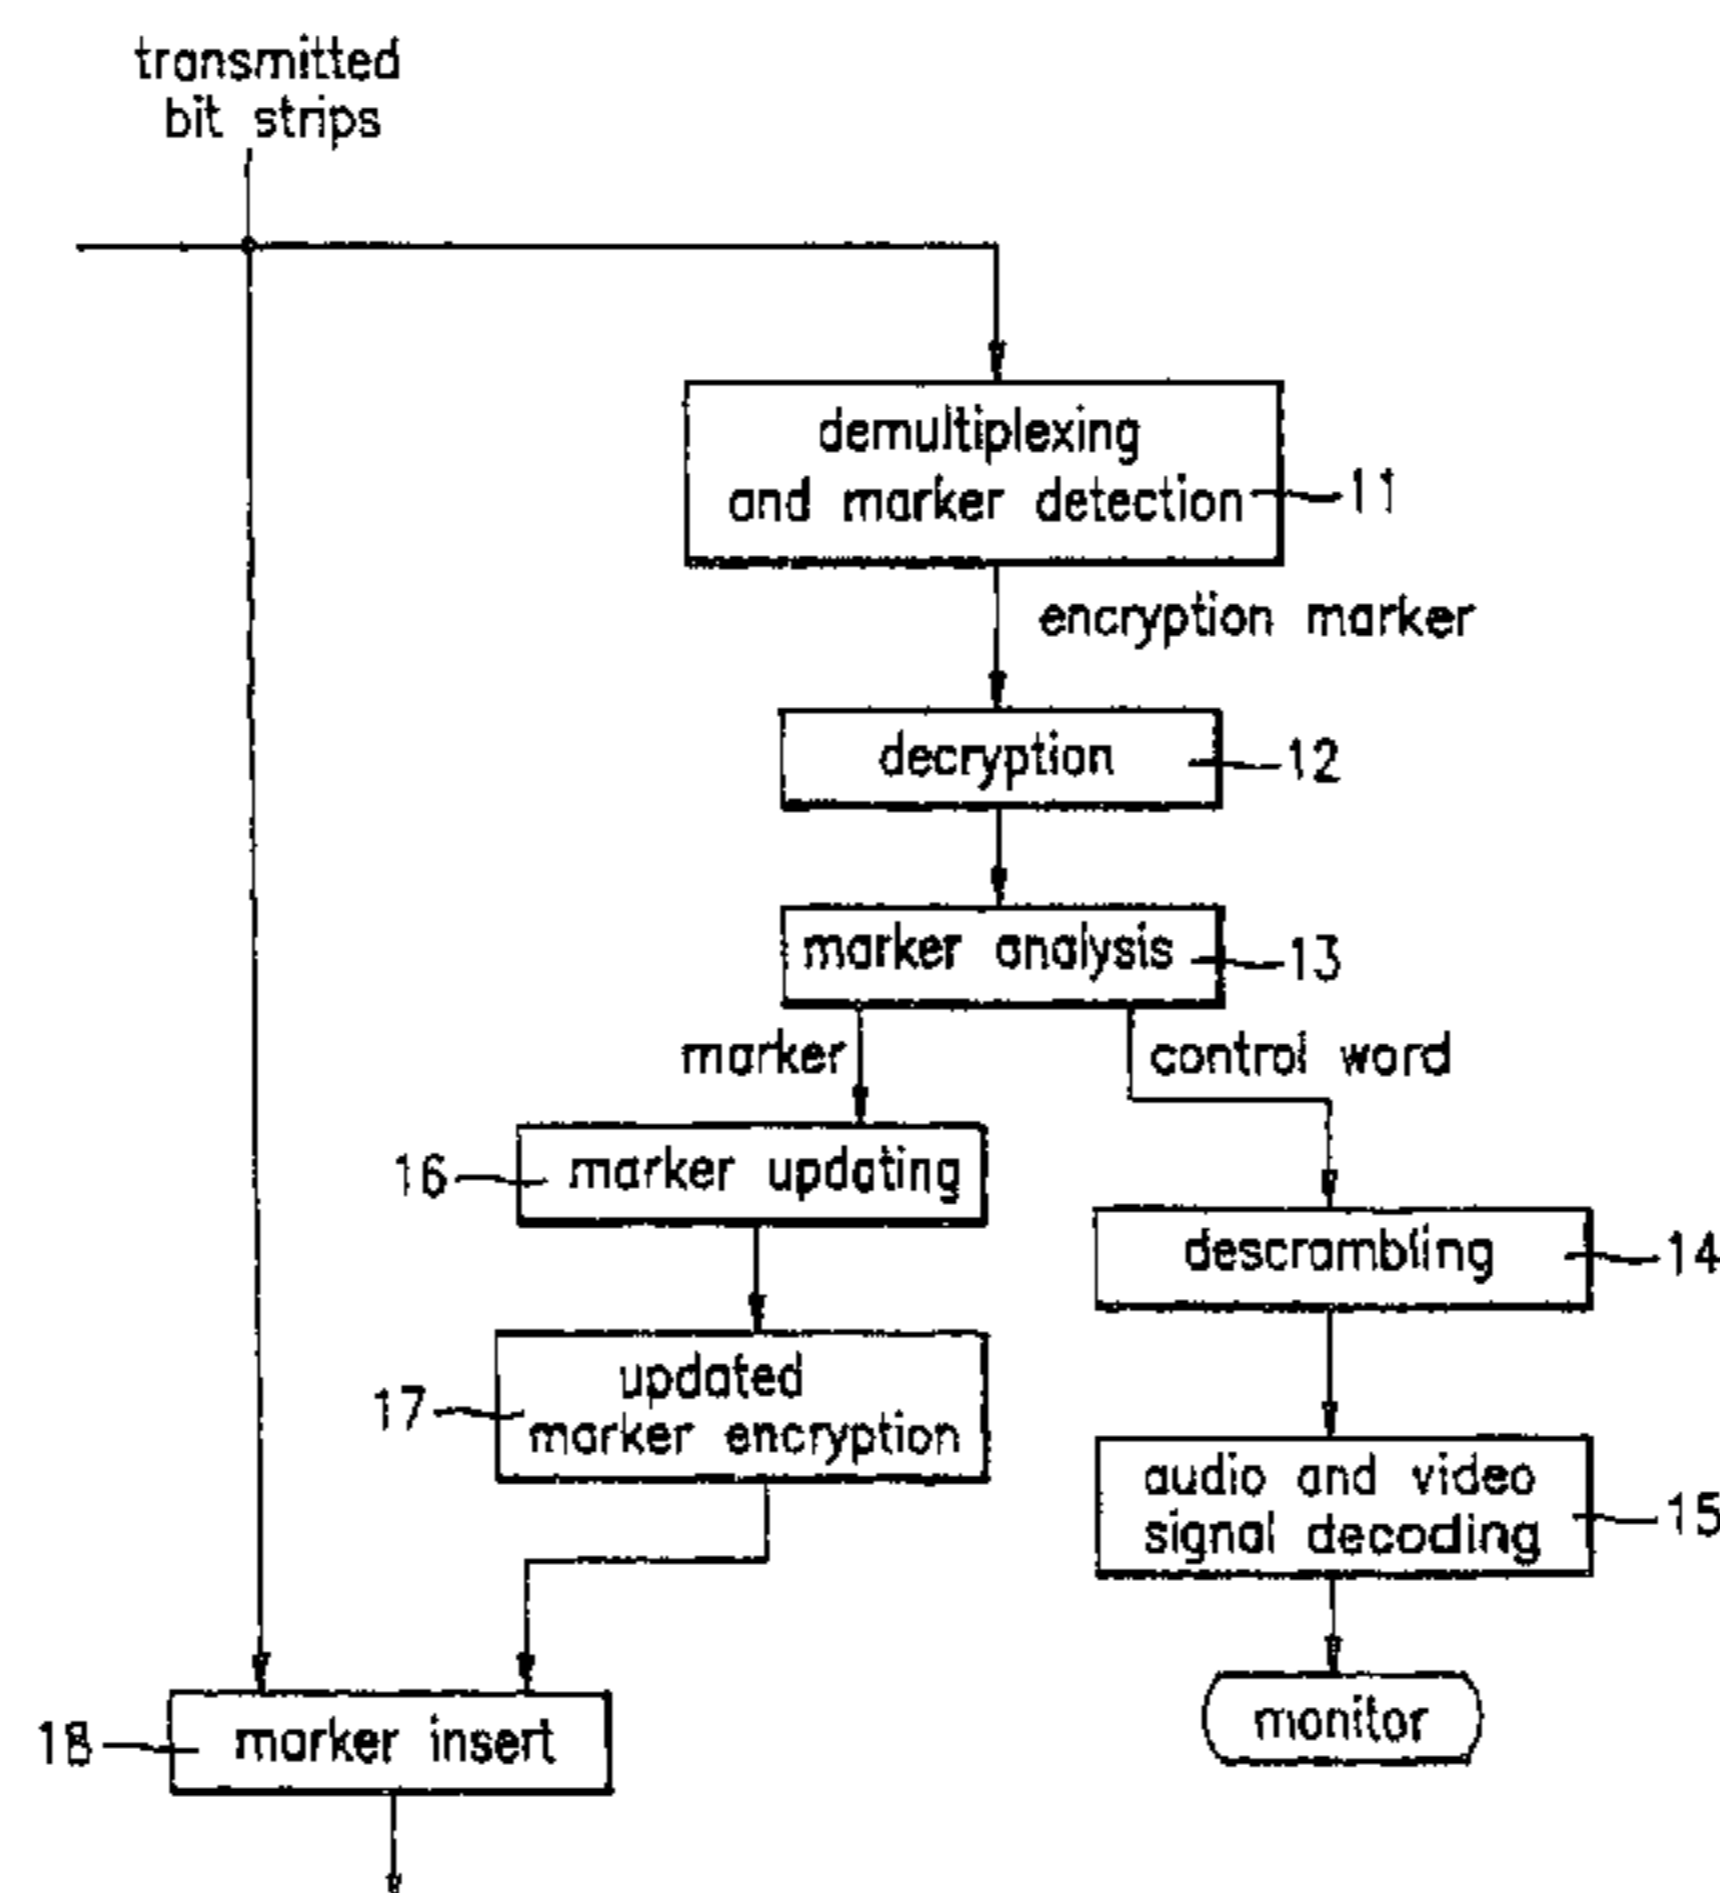 transmitted
bit strips
demultiplexing
and marker detection
11
encryption marker
decryption
12
marker analysis
13
marker
control word
16
marker updating
descrambling
14
17
updated
marker encryption
audio and video
signal decoding
15
18
marker insert
monitor